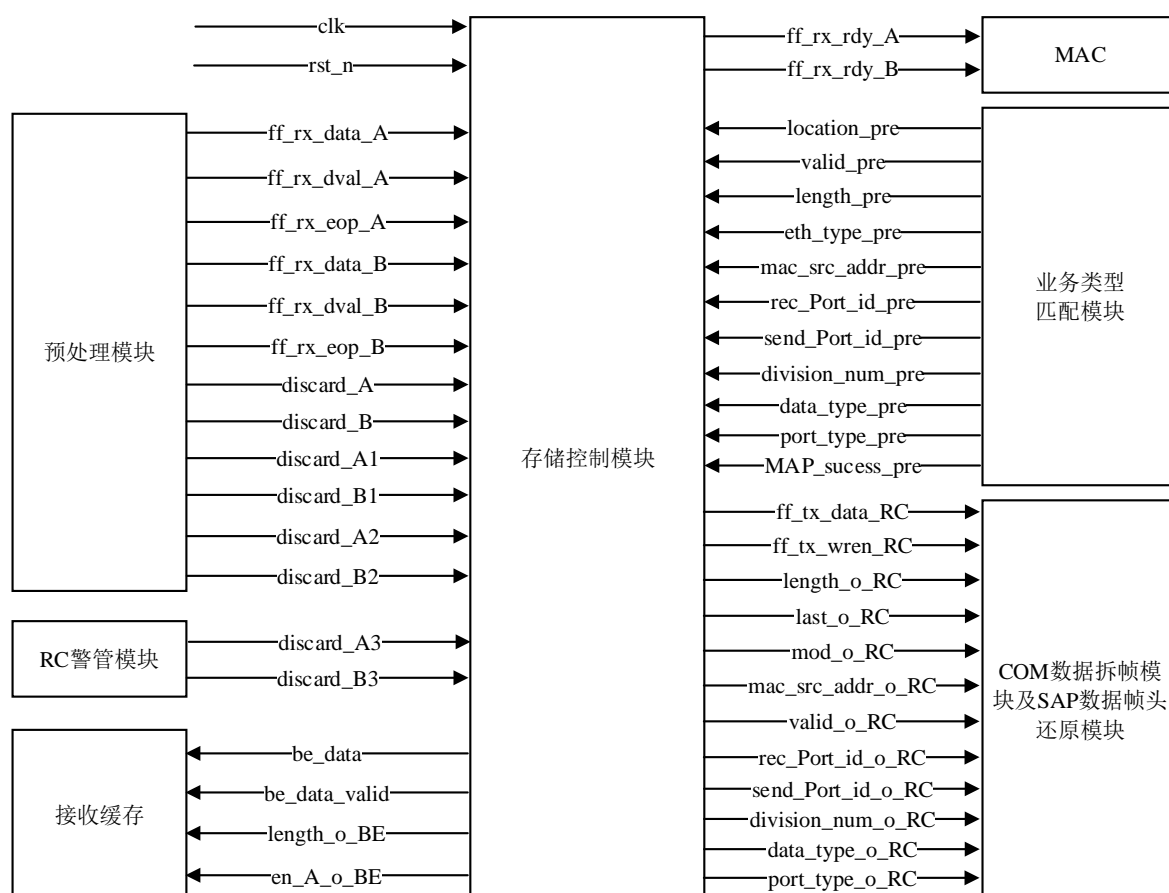 clk
rst_n
预处理模块
ff_rx_data_A
ff_rx_dval_A
ff_rx_eop_A
ff_rx_data_B
ff_rx_dval_B
ff_rx_eop_B
discard_A
discard_B
discard_A1
discard_B1
discard_A2
discard_B2
RC警管模块
discard_A3
discard_B3
接收缓存
be_data
be_data_valid
length_o_BE
en_A_o_BE
存储控制模块
ff_rx_rdy_A
ff_rx_rdy_B
MAC
location_pre
valid_pre
length_pre
eth_type_pre
mac_src_addr_pre
rec_Port_id_pre
send_Port_id_pre
division_num_pre
data_type_pre
port_type_pre
MAP_sucess_pre
业务类型
匹配模块
ff_tx_data_RC
ff_tx_wren_RC
length_o_RC
last_o_RC
mod_o_RC
mac_src_addr_o_RC
valid_o_RC
rec_Port_id_o_RC
send_Port_id_o_RC
division_num_o_RC
data_type_o_RC
port_type_o_RC
COM数据拆帧模
块及SAP数据帧头
还原模块